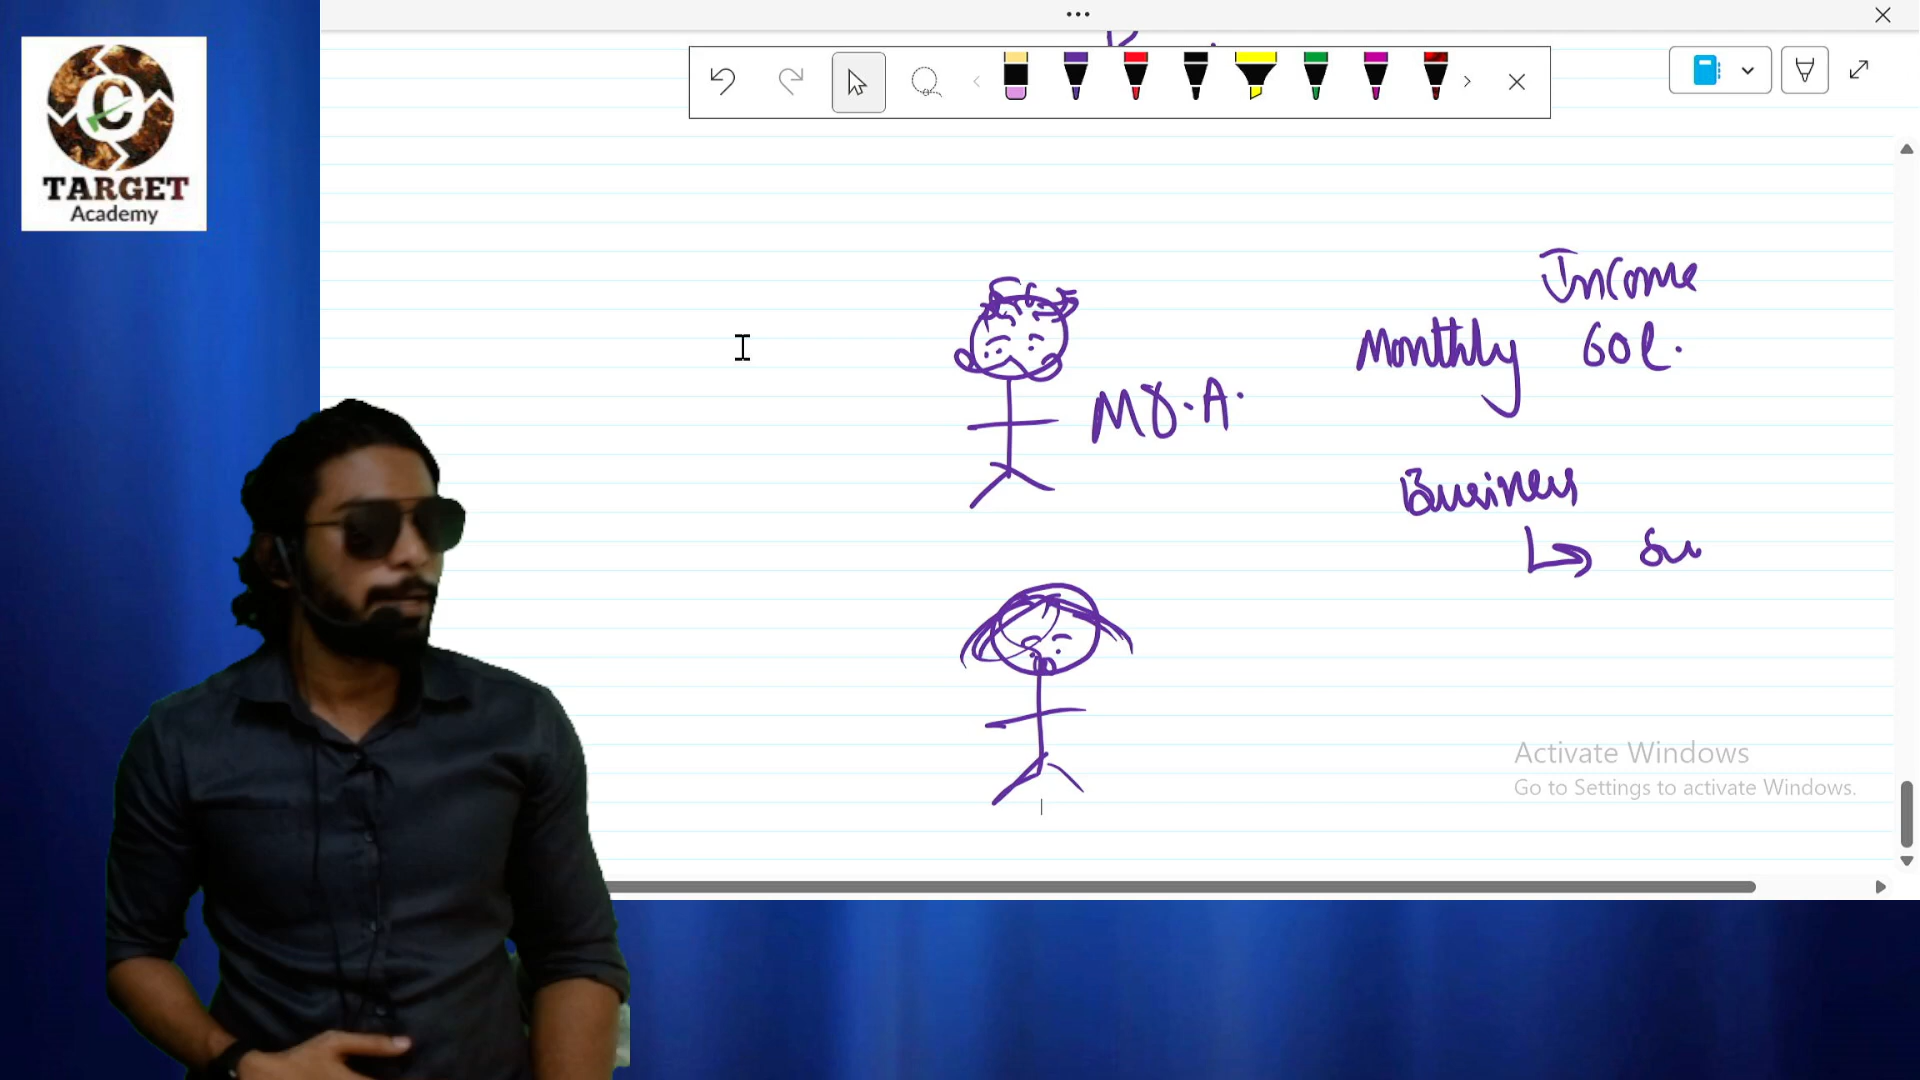 TARGET
Academy
Income
Monthly 60l.
M
Business
Activate Windows
Go to Settings to activate Windows.